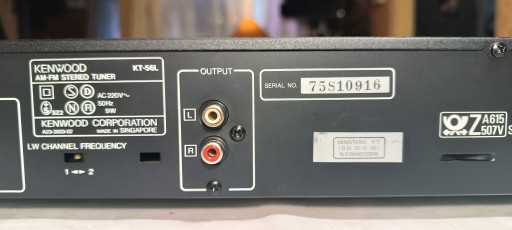 KENWOOD KT-56L
AM-FM STEREO TUNER
S D
AC 220V~
50Hz
9W
N R
KENWOOD CORPORATION
MADE IN SINGAPORE
LW CHANNEL FREQUENCY
1 ◄► 2
OUTPUT
L
R
SERIAL NO. 75S10916
Z A615
507V